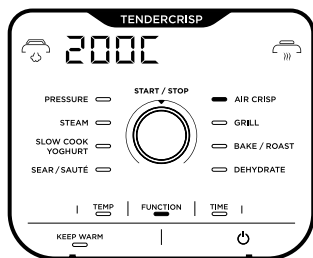 TENDERCRISP
200C
START / STOP
PRESSURE
AIR CRISP
STEAM
GRILL
SLOW COOK
YOGHURT
BAKE / ROAST
SEAR / SAUTÉ
DEHYDRATE
TEMP
FUNCTION
TIME
KEEP WARM